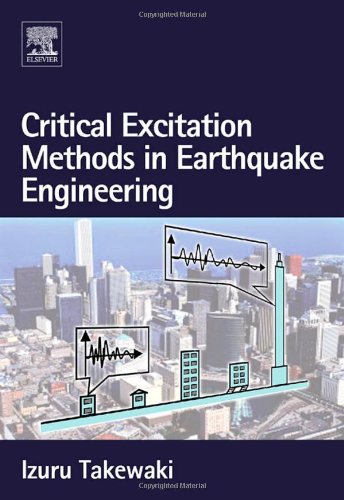 ELSEVIER
Critical Excitation
Methods in Earthquake
Engineering
Izuru Takewaki